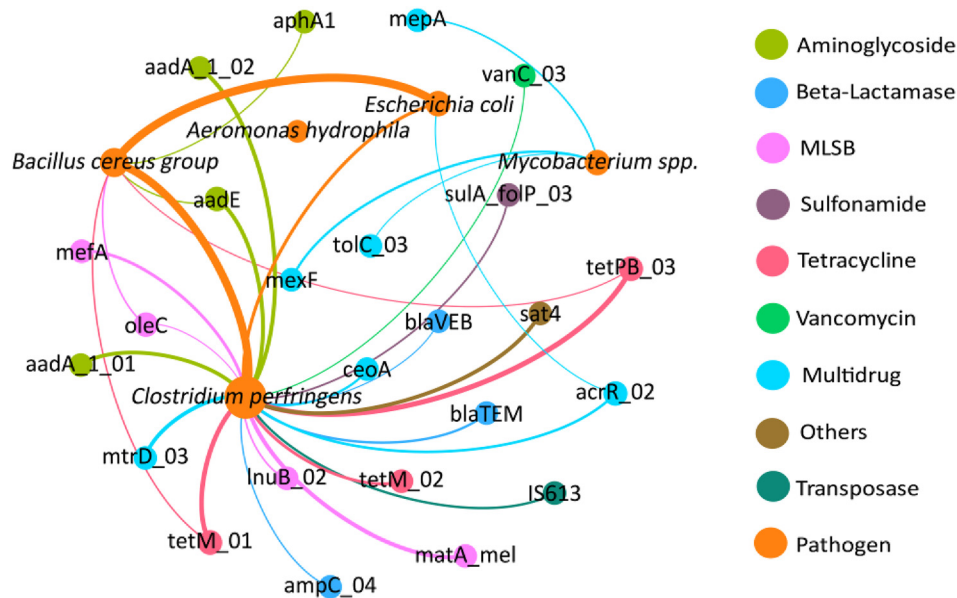 aphA1
mepA
aadA_1_02
vanC_03
Escherichia coli
Aeromonas hydrophila
Bacillus cereus group
Mycobacterium spp.
aadE
sulA_folP_03
mefA
tolC_03
mexF
tetPB_03
oleC
blaVEB
sat4
aadA_1_01
ceoA
Clostridium perfringens
acrR_02
blaTEM
mtrD_03
lnuB_02
tetM_02
IS613
tetM_01
matA_mel
ampC_04
Aminoglycoside
Beta-Lactamase
MLSB
Sulfonamide
Tetracycline
Vancomycin
Multidrug
Others
Transposase
Pathogen